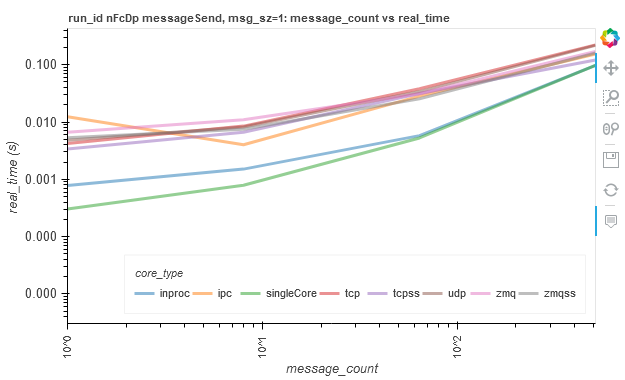 run_id nFcDp messageSend, msg_sz=1: message_count vs real_time
real_time (s)
0.100
0.010
0.001
0.000
0.000
core_type
inproc ipc singleCore tcp tcpss udp zmq zmqss
10^0 10^1 10^2
message_count